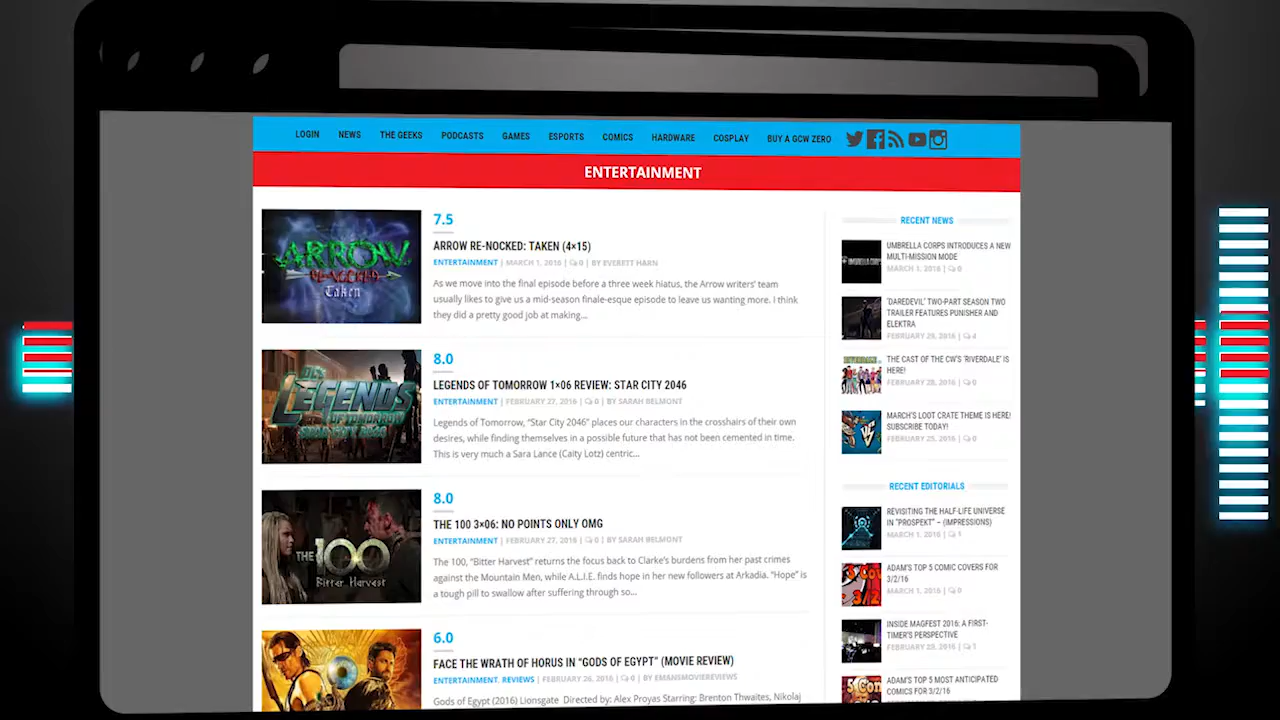 LOGIN NEWS THE GEEKS PODCASTS GAMES ESPORTS COMICS HARDWARE COSPLAY BUY A GCW ZERO
ENTERTAINMENT
ARROW
RE-NOCKED
Taken
7.5
ARROW RE-NOCKED: TAKEN (4×15)
ENTERTAINMENT | MARCH 1, 2016 | 0 | BY EVERETT HARN
As we move into the final episode before a three week hiatus, the Arrow writers' team
usually likes to give us a mid-season finale-esque episode to leave us wanting more. I think
they did a pretty good job at making...
DC'S
LEGENDS
OF TOMORROW
STAR CITY 2046
8.0
LEGENDS OF TOMORROW 1×06 REVIEW: STAR CITY 2046
ENTERTAINMENT | FEBRUARY 27, 2016 | 0 | BY SARAH BELMONT
Legends of Tomorrow, "Star City 2046" places our characters in the crosshairs of their own
desires, while finding themselves in a possible future that has not been cemented in time.
This is very much a Sara Lance (Caity Lotz) centric...
THE 100
Bitter Harvest
8.0
THE 100 3×06: NO POINTS ONLY OMG
ENTERTAINMENT | FEBRUARY 27, 2016 | 0 | BY SARAH BELMONT
The 100, "Bitter Harvest" returns the focus back to Clarke's burdens from her past crimes
against the Mountain Men, while A.L.I.E. finds hope in her new followers at Arkadia. "Hope" is
a tough pill to swallow after suffering through so...
6.0
FACE THE WRATH OF HORUS IN "GODS OF EGYPT" (MOVIE REVIEW)
ENTERTAINMENT, REVIEWS | FEBRUARY 26, 2016 | 0 | BY EMANSMOVIEREVIEWS
Gods of Egypt (2016) Lionsgate Directed by: Alex Proyas Starring: Brenton Thwaites, Nikolaj
RECENT NEWS
UMBRELLA CORPS INTRODUCES A NEW
MULTI-MISSION MODE
MARCH 1, 2016 | 0
'DAREDEVIL' TWO-PART SEASON TWO
TRAILER FEATURES PUNISHER AND
ELEKTRA
FEBRUARY 29, 2016 | 4
RIVERDALE
THE CAST OF THE CW'S 'RIVERDALE' IS
HERE!
FEBRUARY 28, 2016 | 0
MARCH'S LOOT CRATE THEME IS HERE!
SUBSCRIBE TODAY!
FEBRUARY 25, 2016 | 0
RECENT EDITORIALS
REVISITING THE HALF-LIFE UNIVERSE
IN "PROSPEKT" – (IMPRESSIONS)
MARCH 1, 2016 | 1
ADAM'S TOP 5 COMIC COVERS FOR
3/2/16
MARCH 1, 2016 | 0
INSIDE MAGFEST 2016: A FIRST-
TIMER'S PERSPECTIVE
FEBRUARY 29, 2016 | 1
ADAM'S TOP 5 MOST ANTICIPATED
COMICS FOR 3/2/16